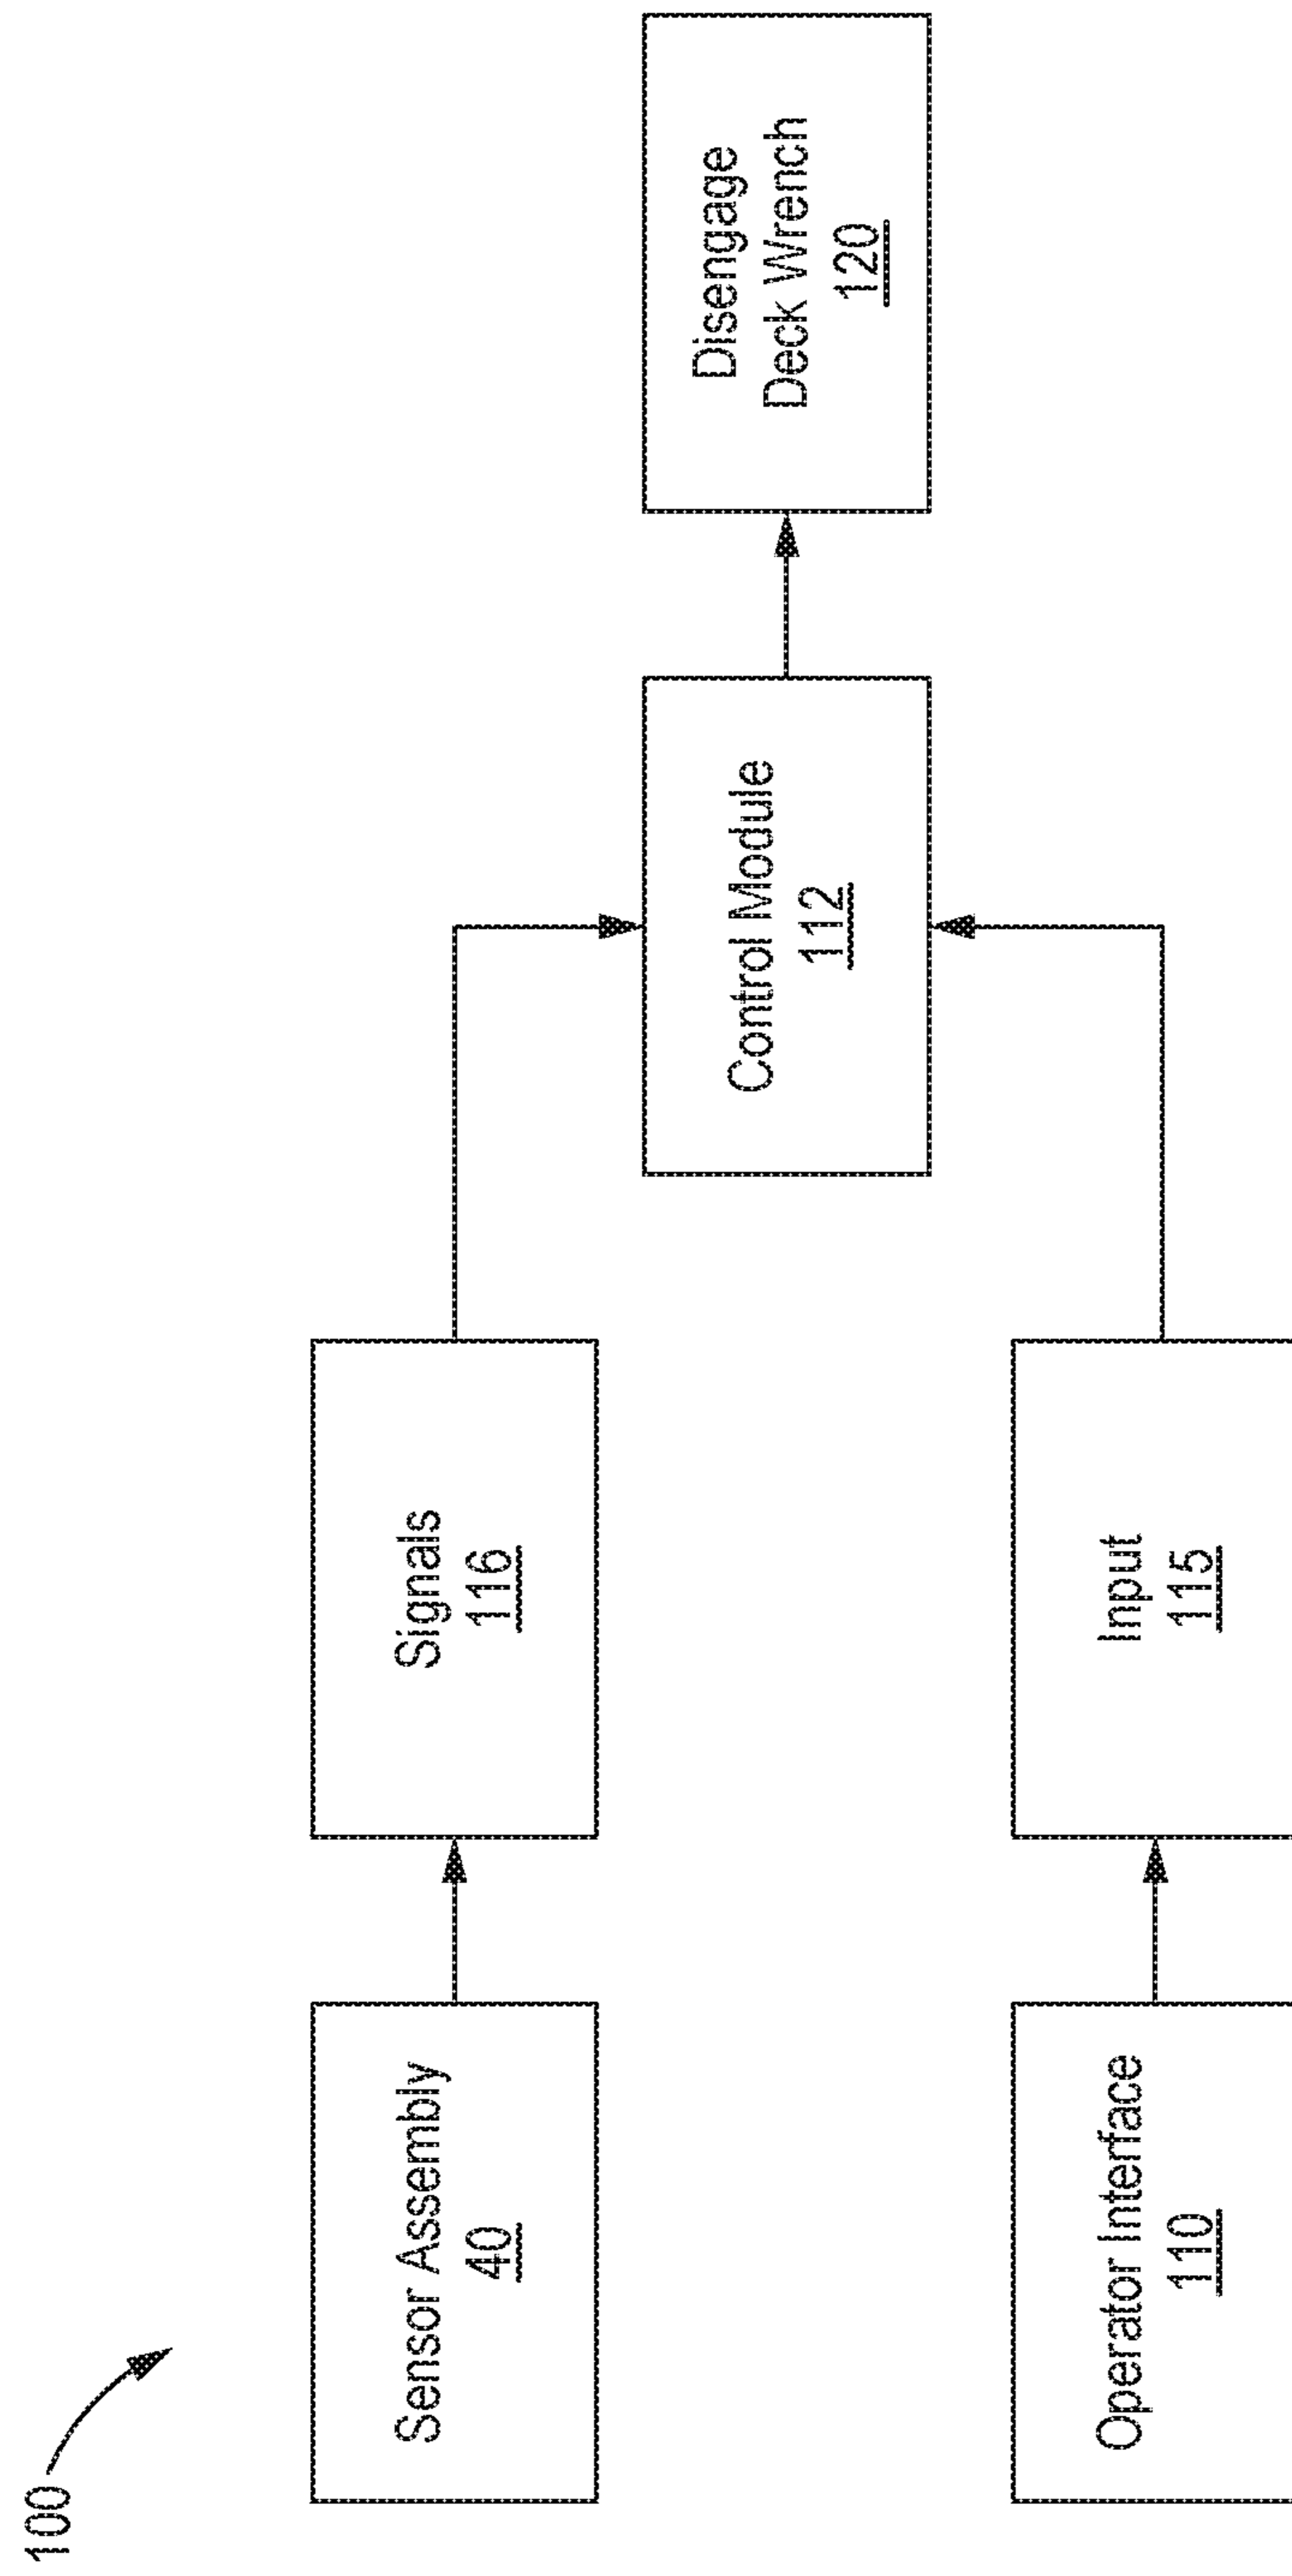 100
Sensor Assembly
40
Signals
116
Control Module
112
Disengage
Deck Wrench
120
Operator Interface
110
Input
115